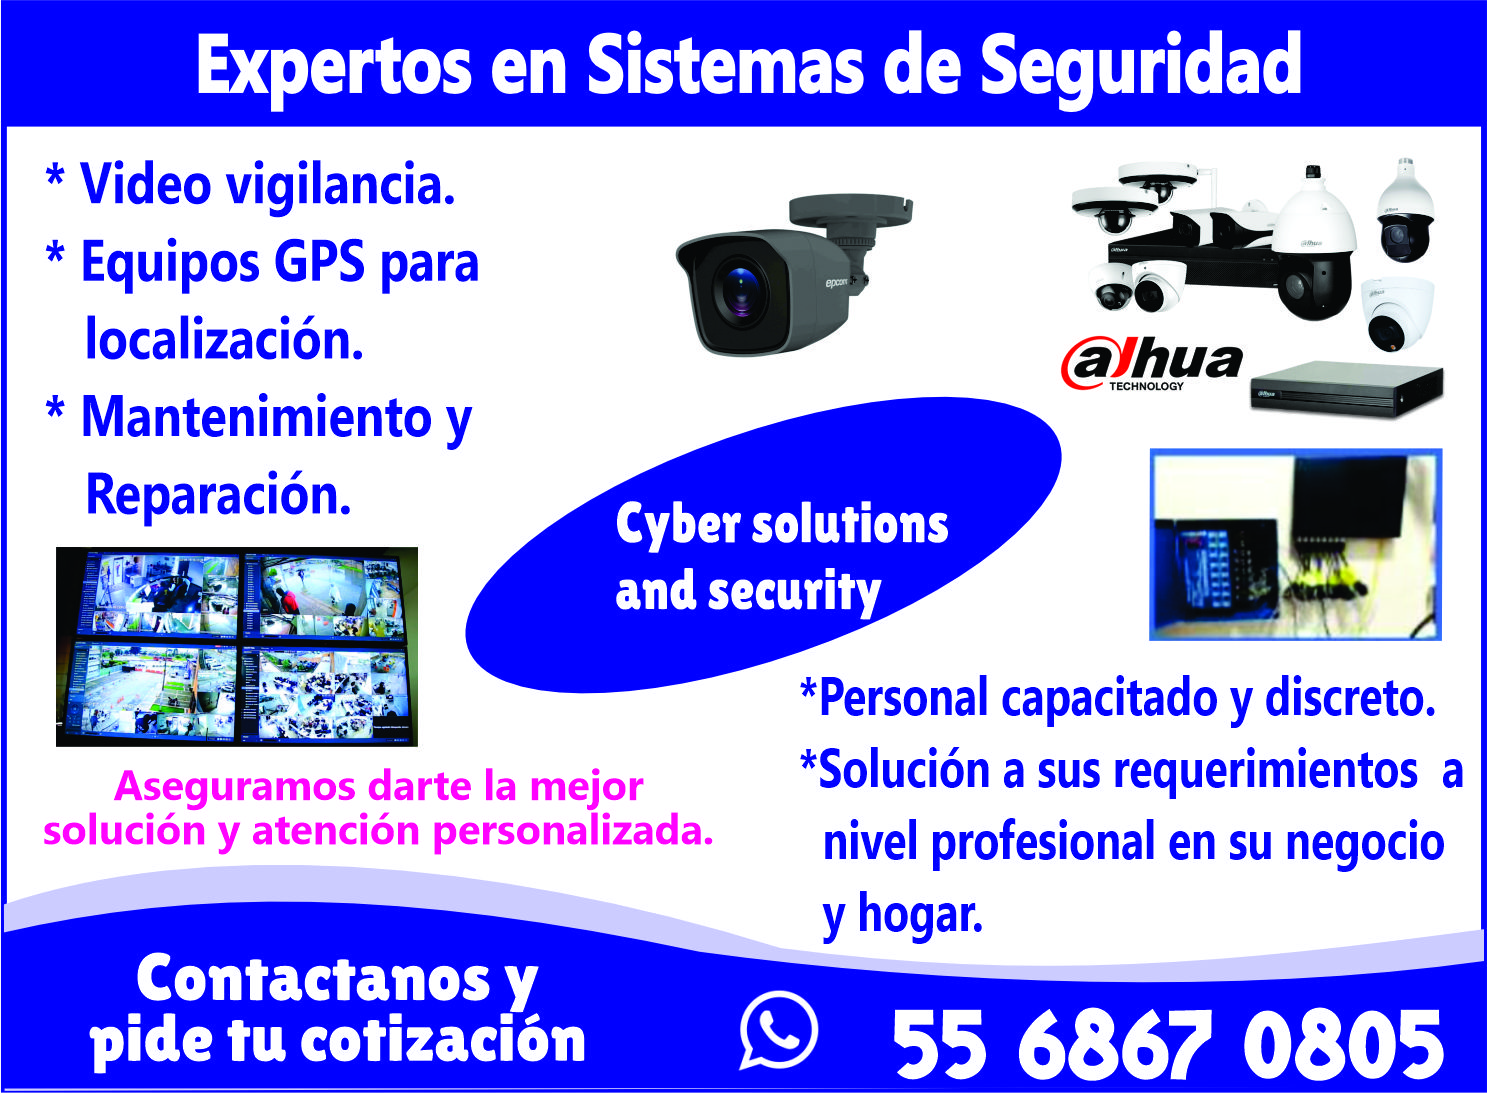 Expertos en Sistemas de Seguridad
* Video vigilancia.
* Equipos GPS para
localización.
* Mantenimiento y
Reparación.
epcom
alhua
TECHNOLOGY
alhua
Cyber solutions
and security
Aseguramos darte la mejor
solución y atención personalizada.
*Personal capacitado y discreto.
*Solución a sus requerimientos a
nivel profesional en su negocio
y hogar.
Contactanos y
pide tu cotización
55 6867 0805